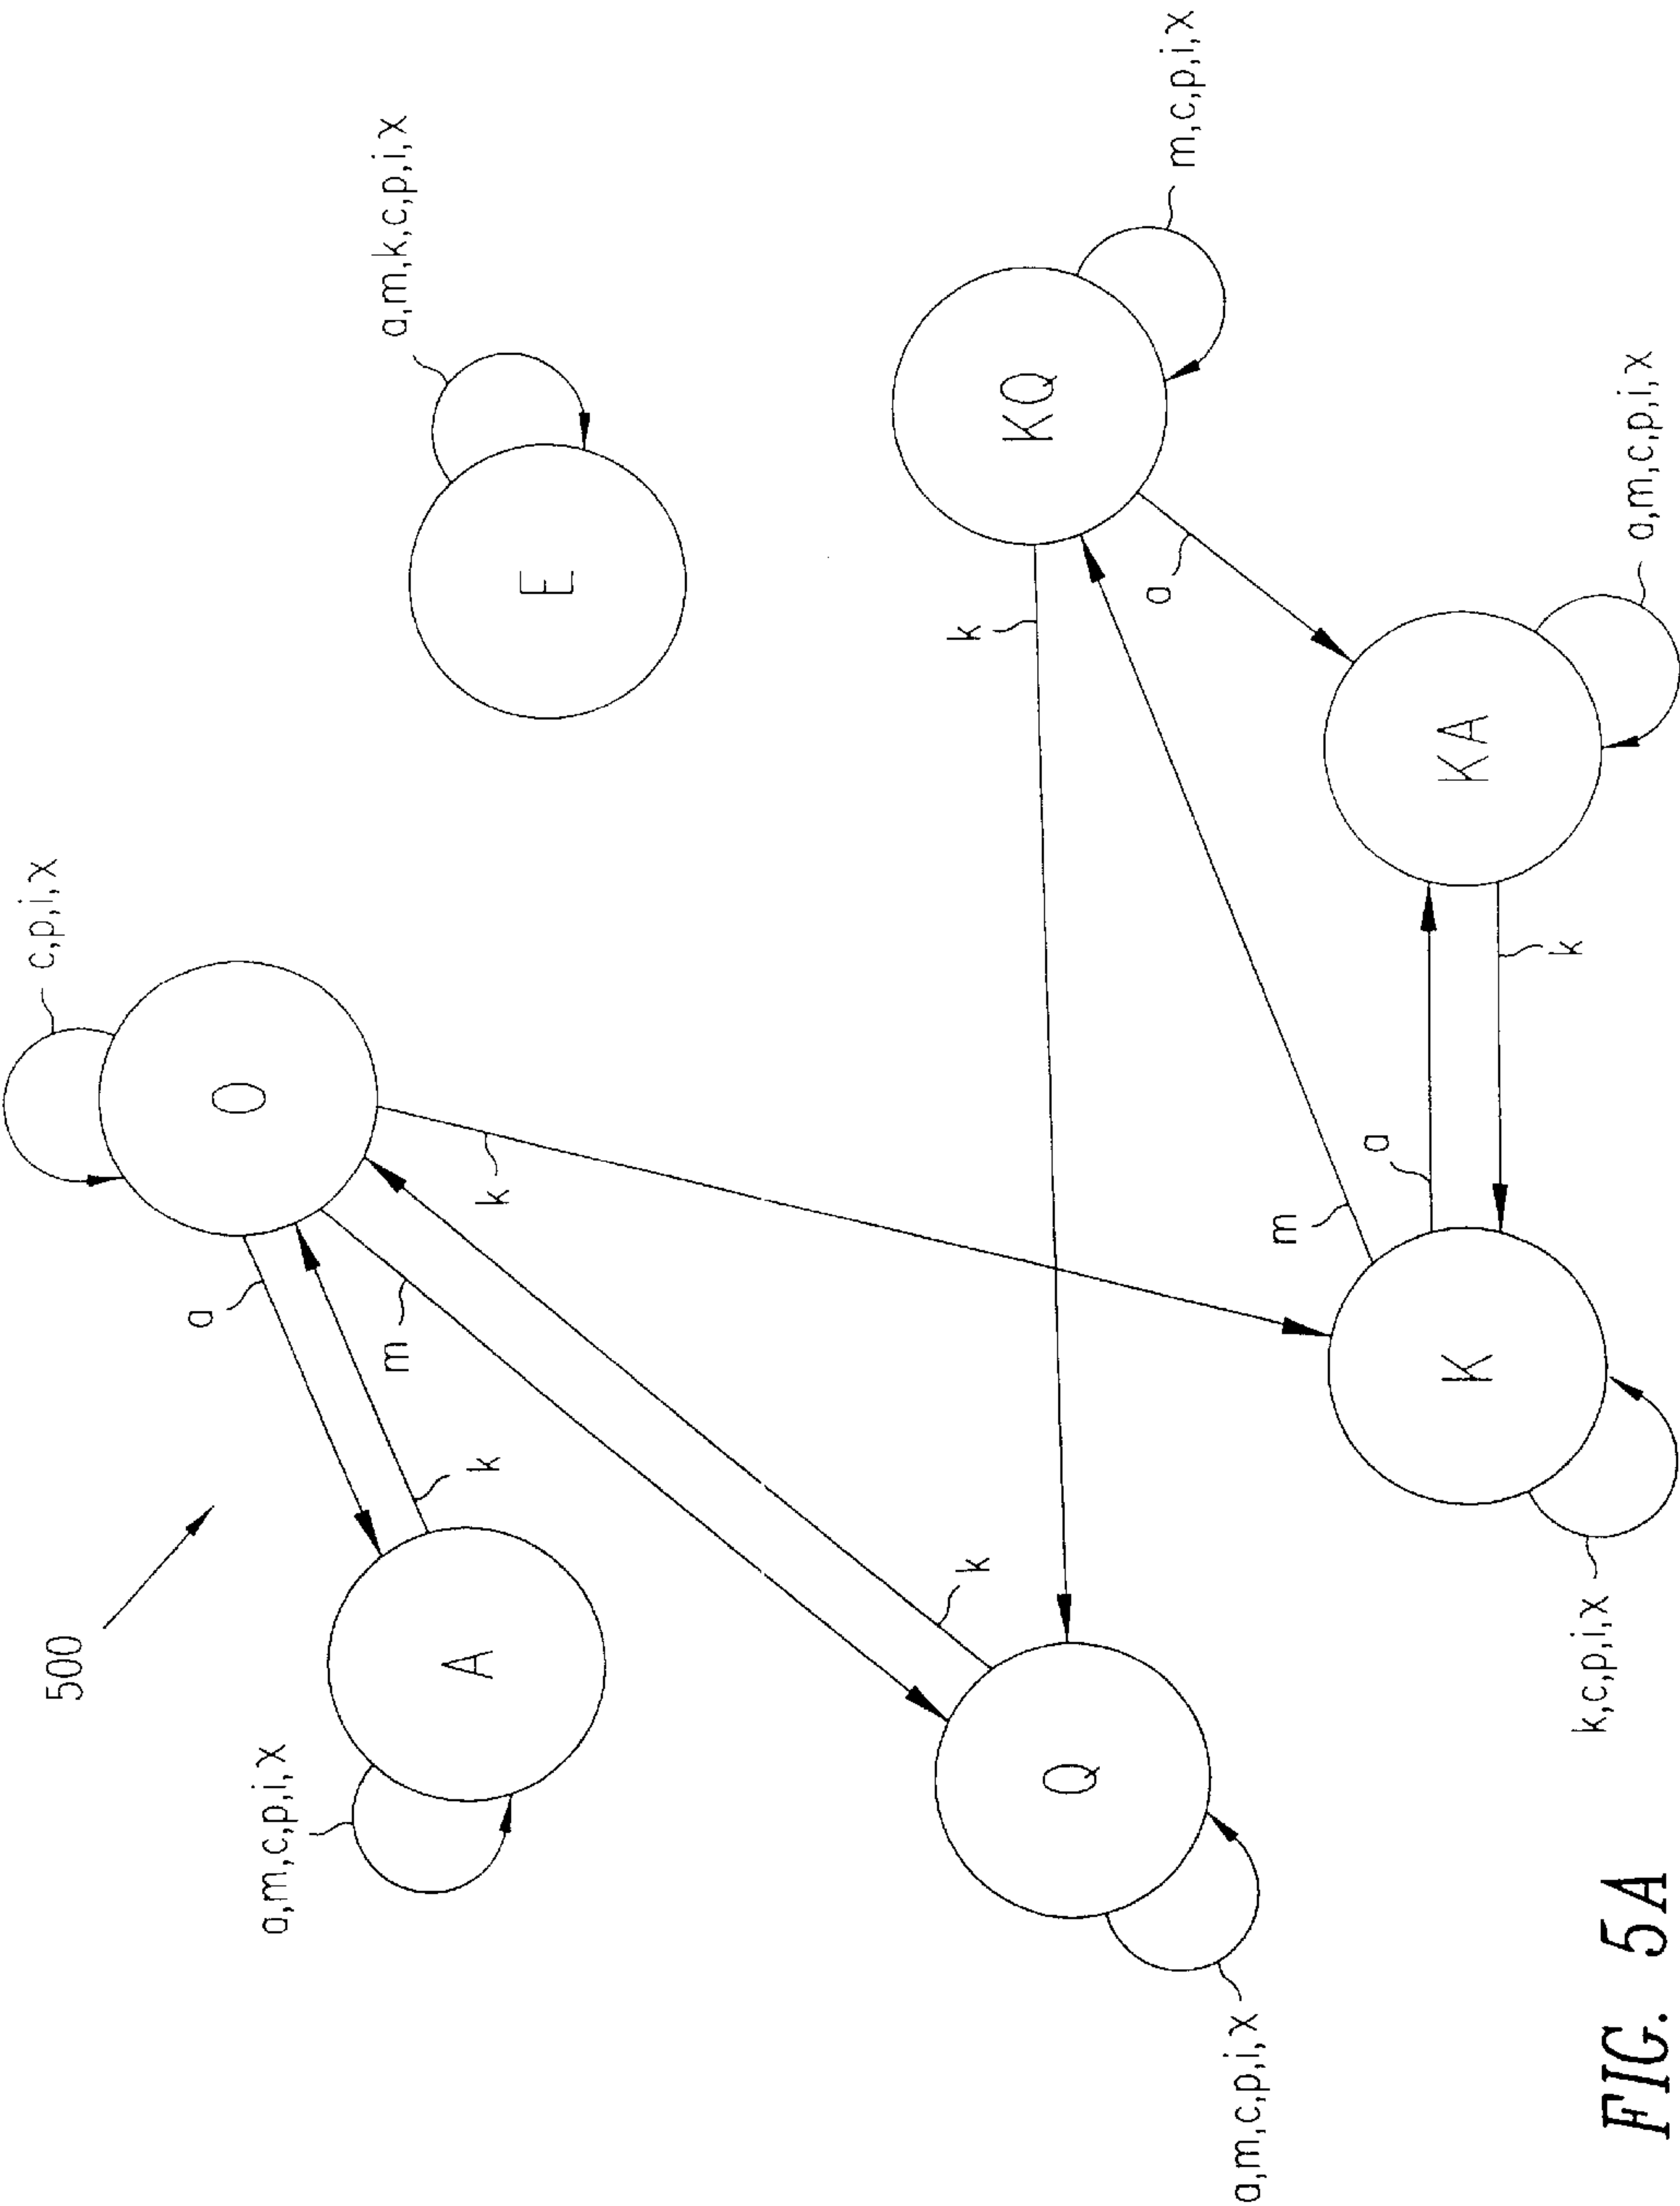 500
c,p,i,x
a,m,c,p,i,x
a
O
a,m,k,c,p,i,x
m
A
k
k
E
k
k
Q
KQ
a
m,c,p,i,x
a,m,c,p,i,x
m
a
K
KA
k
k,c,p,i,x
a,m,c,p,i,x
FIG. 5A